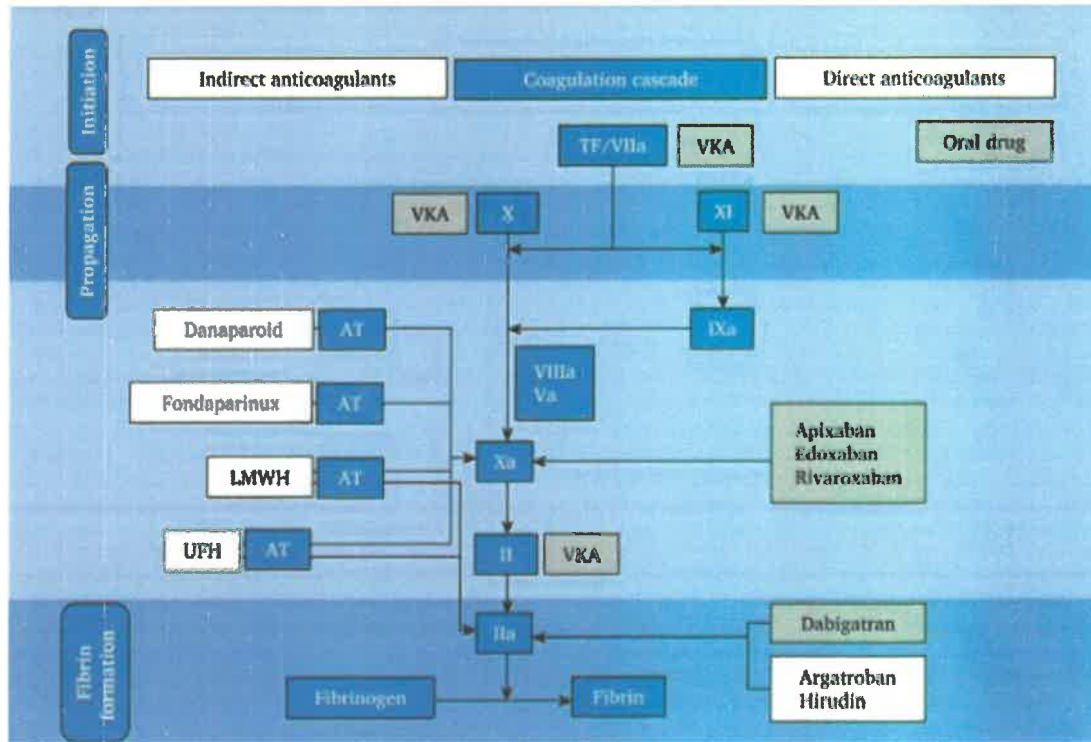 Initiation
Indirect anticoagulants
Coagulation cascade
Direct anticoagulants
TF/VIIa
VKA
Oral drug
Propagation
VKA
X
XI
VKA
Danaparoid
AT
IXa
VIIIa
Va
Fondaparinux
AT
Apixaban
Edoxaban
Rivaroxaban
Xa
LMWH
AT
UFH
AT
II
VKA
Fibrin
formation
IIa
Dabigatran
Argatroban
Hirudin
Fibrinogen
Fibrin